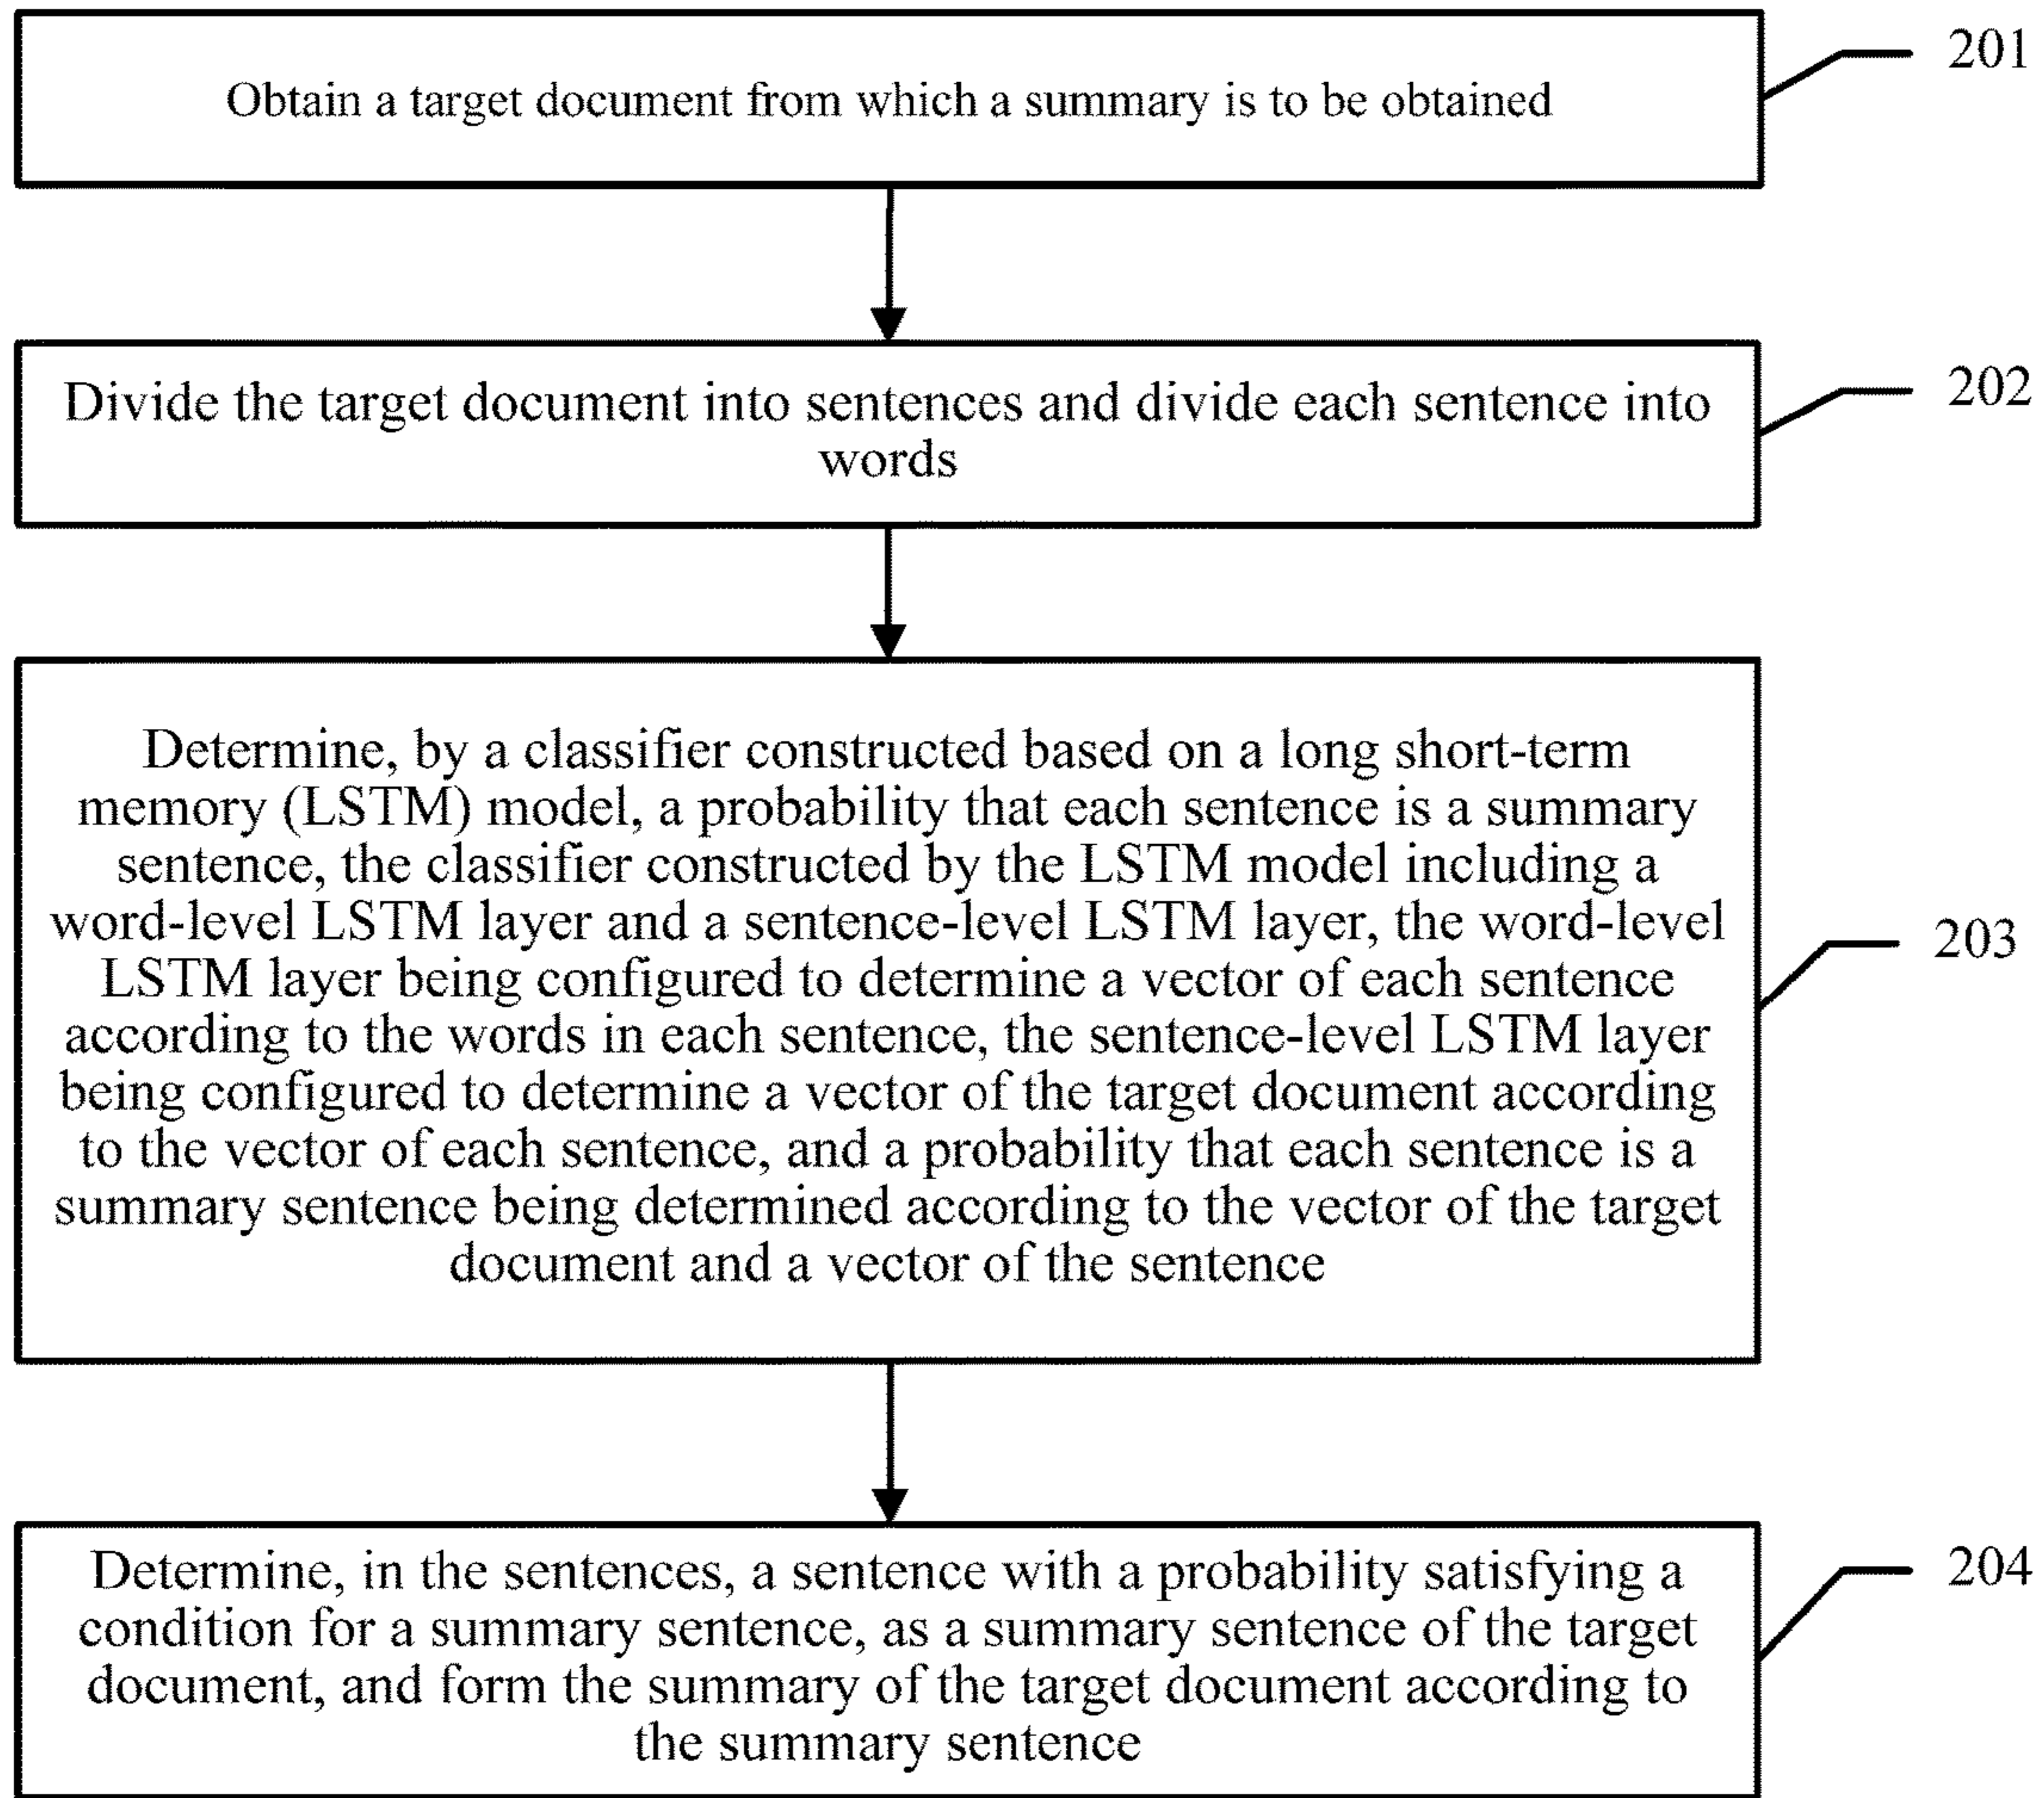 201
Obtain a target document from which a summary is to be obtained
202
Divide the target document into sentences and divide each sentence into
words
Determine, by a classifier constructed based on a long short-term
memory (LSTM) model, a probability that each sentence is a summary
sentence, the classifier constructed by the LSTM model including a
word-level LSTM layer and a sentence-level LSTM layer, the word-level
LSTM layer being configured to determine a vector of each sentence
according to the words in each sentence, the sentence-level LSTM layer
being configured to determine a vector of the target document according
to the vector of each sentence, and a probability that each sentence is a
summary sentence being determined according to the vector of the target
document and a vector of the sentence
203
Determine, in the sentences, a sentence with a probability satisfying a
condition for a summary sentence, as a summary sentence of the target
document, and form the summary of the target document according to
the summary sentence
204